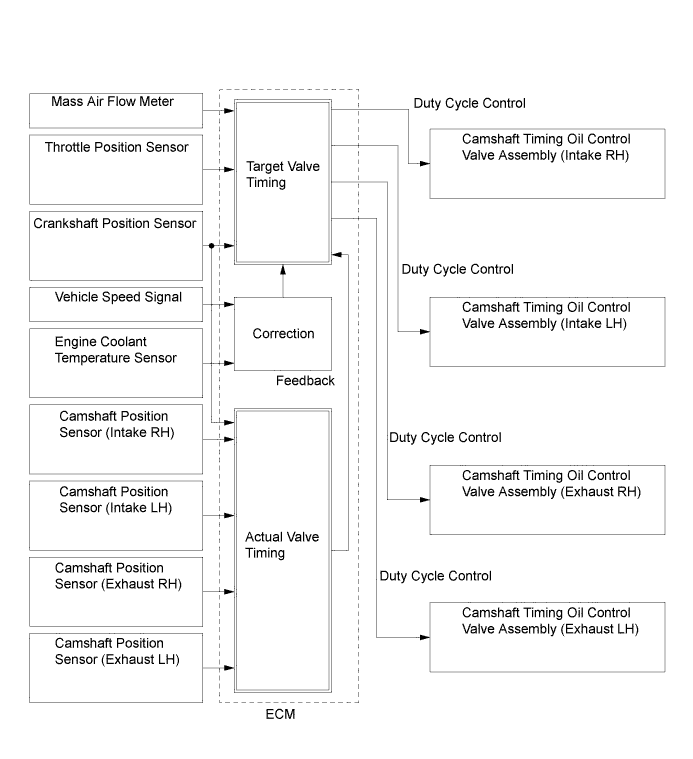 Mass Air Flow Meter
Throttle Position Sensor
Crankshaft Position Sensor
Vehicle Speed Signal
Engine Coolant
Temperature Sensor
Camshaft Position
Sensor (Intake RH)
Camshaft Position
Sensor (Intake LH)
Camshaft Position
Sensor (Exhaust RH)
Camshaft Position
Sensor (Exhaust LH)
Target Valve
Timing
Correction
Feedback
Actual Valve
Timing
ECM
Duty Cycle Control
Camshaft Timing Oil Control
Valve Assembly (Intake RH)
Duty Cycle Control
Camshaft Timing Oil Control
Valve Assembly (Intake LH)
Duty Cycle Control
Camshaft Timing Oil Control
Valve Assembly (Exhaust RH)
Duty Cycle Control
Camshaft Timing Oil Control
Valve Assembly (Exhaust LH)